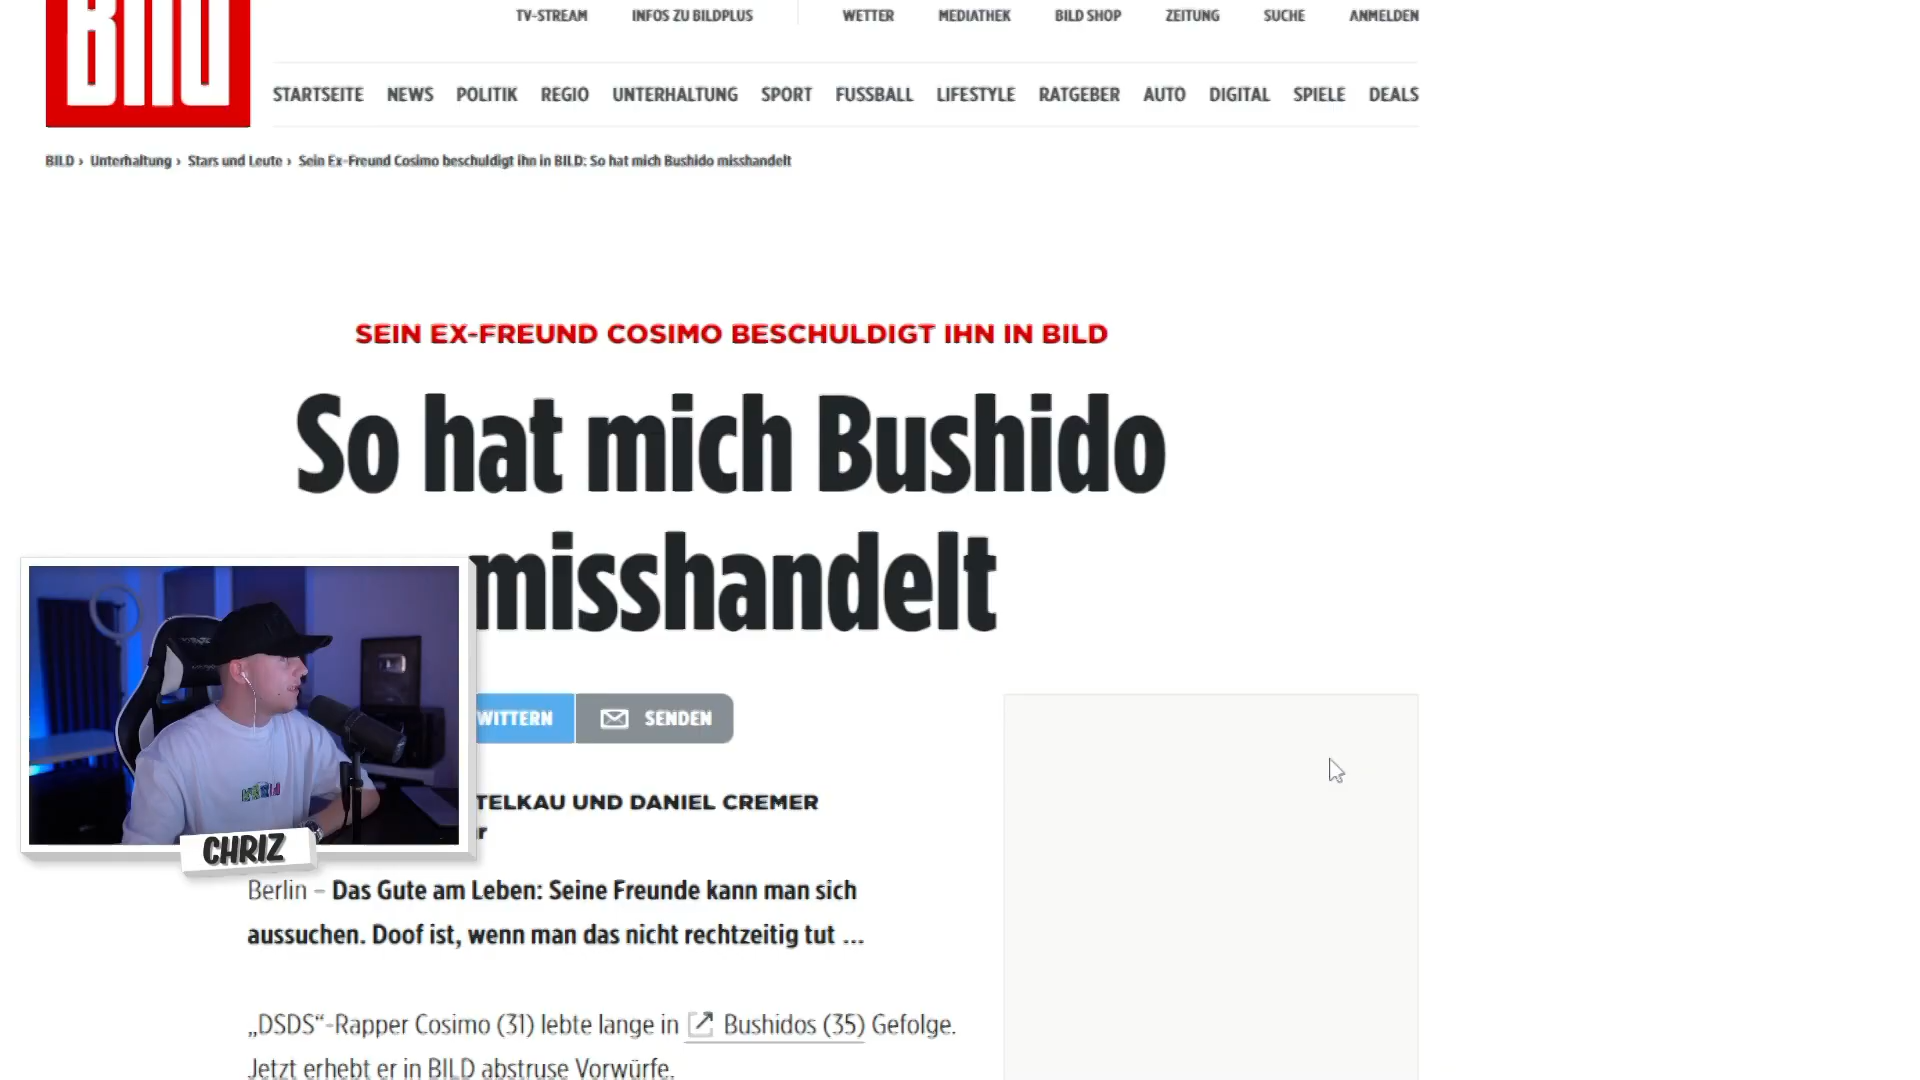 BILD
TV-STREAM INFOS ZU BILDPLUS WETTER MEDIATHEK BILD SHOP ZEITUNG SUCHE ANMELDEN
STARTSEITE NEWS POLITIK REGIO UNTERHALTUNG SPORT FUSSBALL LIFESTYLE RATGEBER AUTO DIGITAL SPIELE DEALS
BILD › Unterhaltung › Stars und Leute › Sein Ex-Freund Cosimo beschuldigt ihn in BILD: So hat mich Bushido misshandelt
SEIN EX-FREUND COSIMO BESCHULDIGT IHN IN BILD
So hat mich Bushido
misshandelt
WITTERN SENDEN
TELKAU UND DANIEL CREMER
r
CHRIZ
Berlin – Das Gute am Leben: Seine Freunde kann man sich
aussuchen. Doof ist, wenn man das nicht rechtzeitig tut ...
„DSDS“-Rapper Cosimo (31) lebte lange in Bushidos (35) Gefolge.
Jetzt erhebt er in BILD abstruse Vorwürfe.